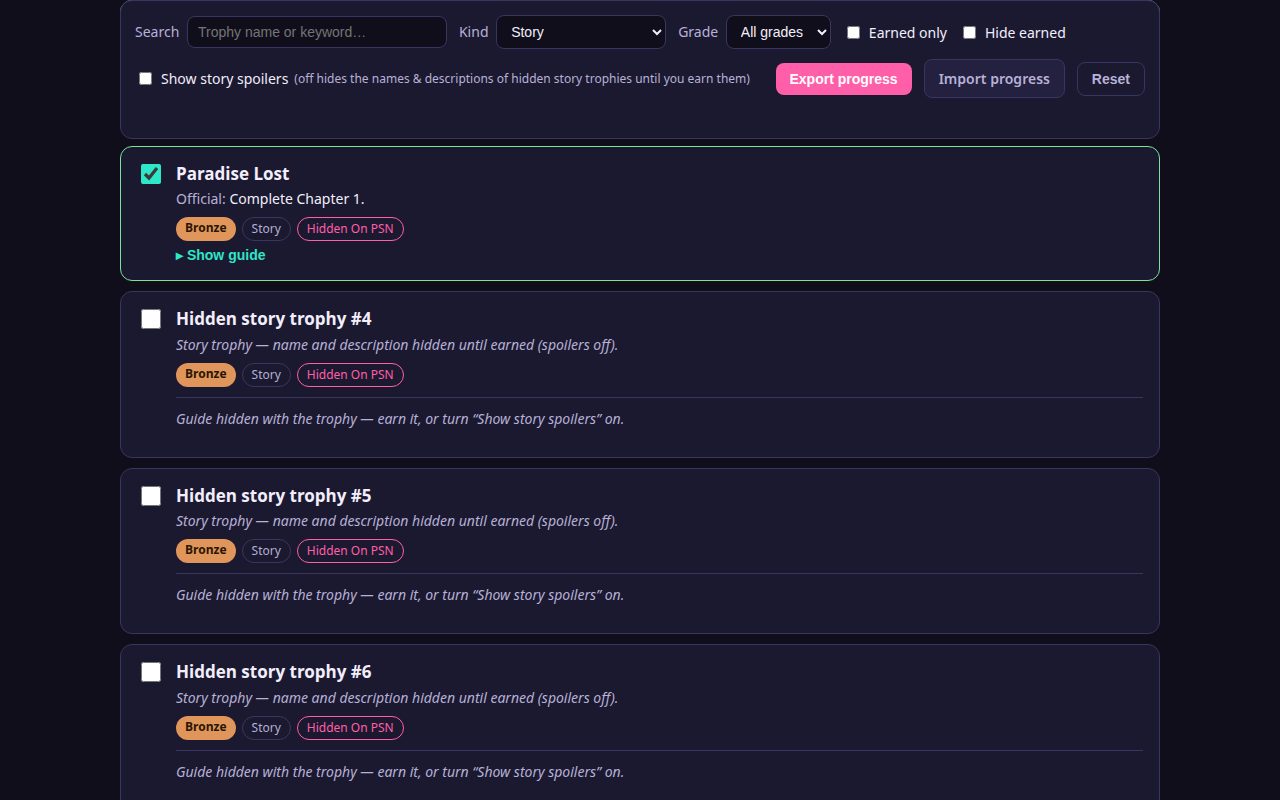 Search Trophy name or keyword… Kind Story Grade All grades Earned only Hide earned
Show story spoilers (off hides the names & descriptions of hidden story trophies until you earn them) Export progress Import progress Reset
Paradise Lost
Official: Complete Chapter 1.
Bronze Story Hidden On PSN
▸ Show guide
Hidden story trophy #4
Story trophy — name and description hidden until earned (spoilers off).
Bronze Story Hidden On PSN
Guide hidden with the trophy — earn it, or turn “Show story spoilers” on.
Hidden story trophy #5
Story trophy — name and description hidden until earned (spoilers off).
Bronze Story Hidden On PSN
Guide hidden with the trophy — earn it, or turn “Show story spoilers” on.
Hidden story trophy #6
Story trophy — name and description hidden until earned (spoilers off).
Bronze Story Hidden On PSN
Guide hidden with the trophy — earn it, or turn “Show story spoilers” on.